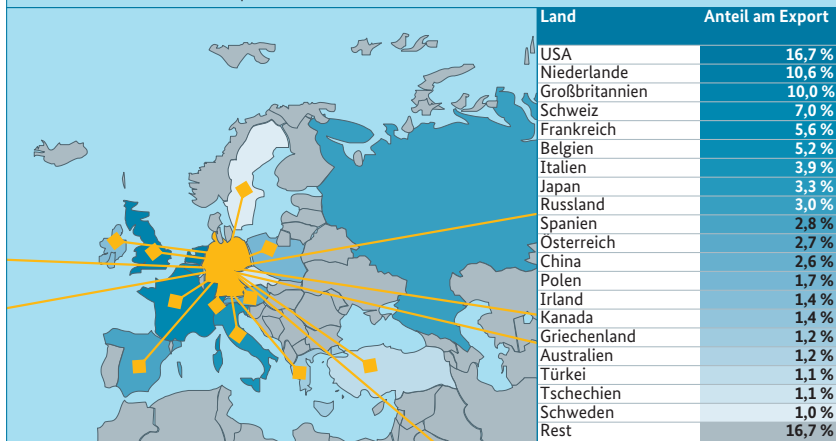 Land Anteil am Export
USA 16,7 %
Niederlande 10,6 %
Großbritannien 10,0 %
Schweiz 7,0 %
Frankreich 5,6 %
Belgien 5,2 %
Italien 3,9 %
Japan 3,3 %
Russland 3,0 %
Spanien 2,8 %
Österreich 2,7 %
China 2,6 %
Polen 1,7 %
Irland 1,4 %
Kanada 1,4 %
Griechenland 1,2 %
Australien 1,2 %
Türkei 1,1 %
Tschechien 1,1 %
Schweden 1,0 %
Rest 16,7 %